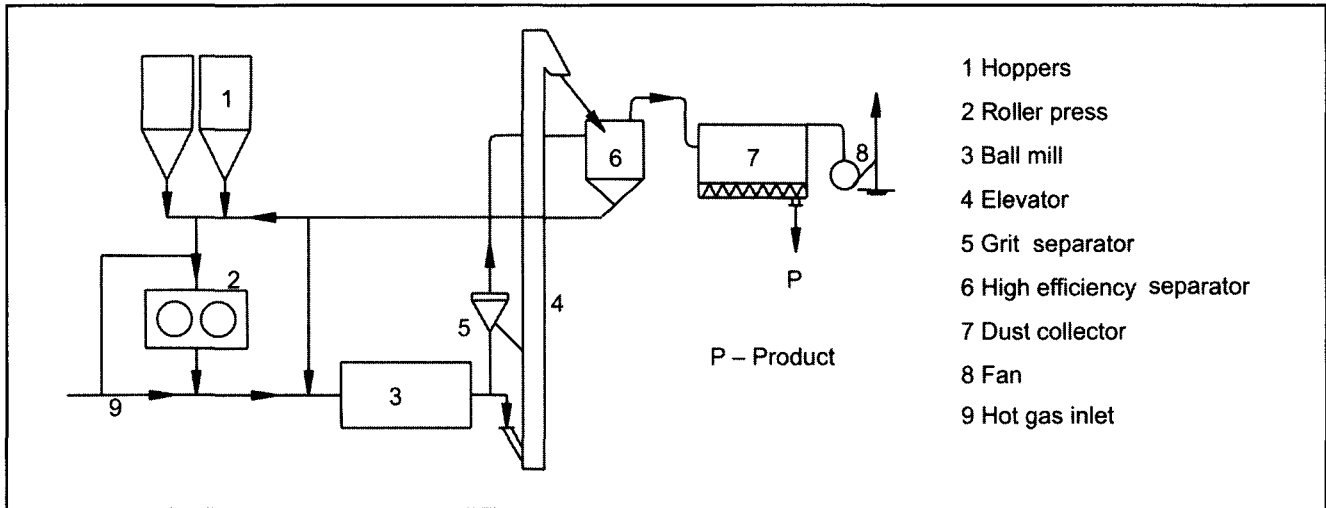 1
2
3
4
5
6
7
8
9
P
P – Product
1 Hoppers
2 Roller press
3 Ball mill
4 Elevator
5 Grit separator
6 High efficiency separator
7 Dust collector
8 Fan
9 Hot gas inlet